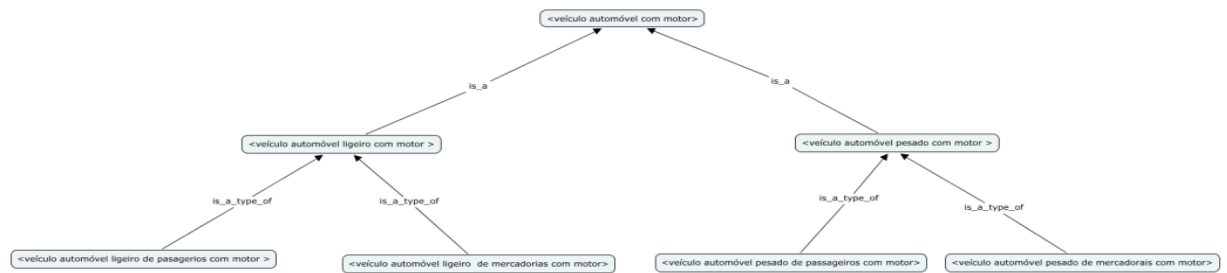 <veículo automóvel com motor>
is_a
is_a
<veículo automóvel ligeiro com motor >
<veículo automóvel pesado com motor >
is_a_type_of
is_a_type_of
is_a_type_of
is_a_type_of
<veículo automóvel ligeiro de pasagerios com motor >
<veículo automóvel ligeiro  de mercadorias com motor>
<veículo automóvel pesado de passageiros com motor>
<veículo automóvel pesado de mercadorais com motor>